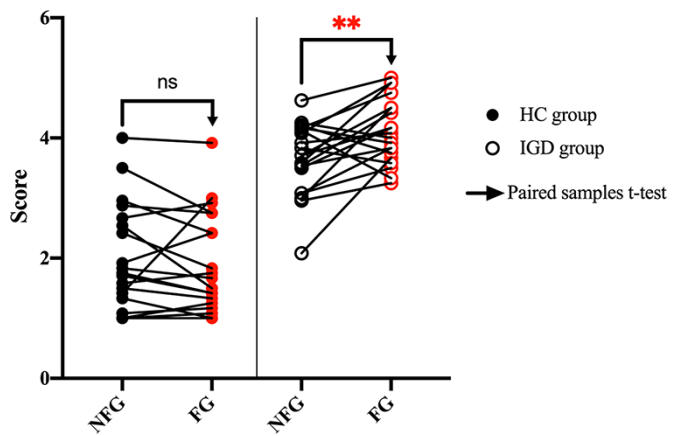 6
**
ns
HC group
4
IGD group
Paired samples t-test
Score
2
0
NFG
FG
NFG
FG